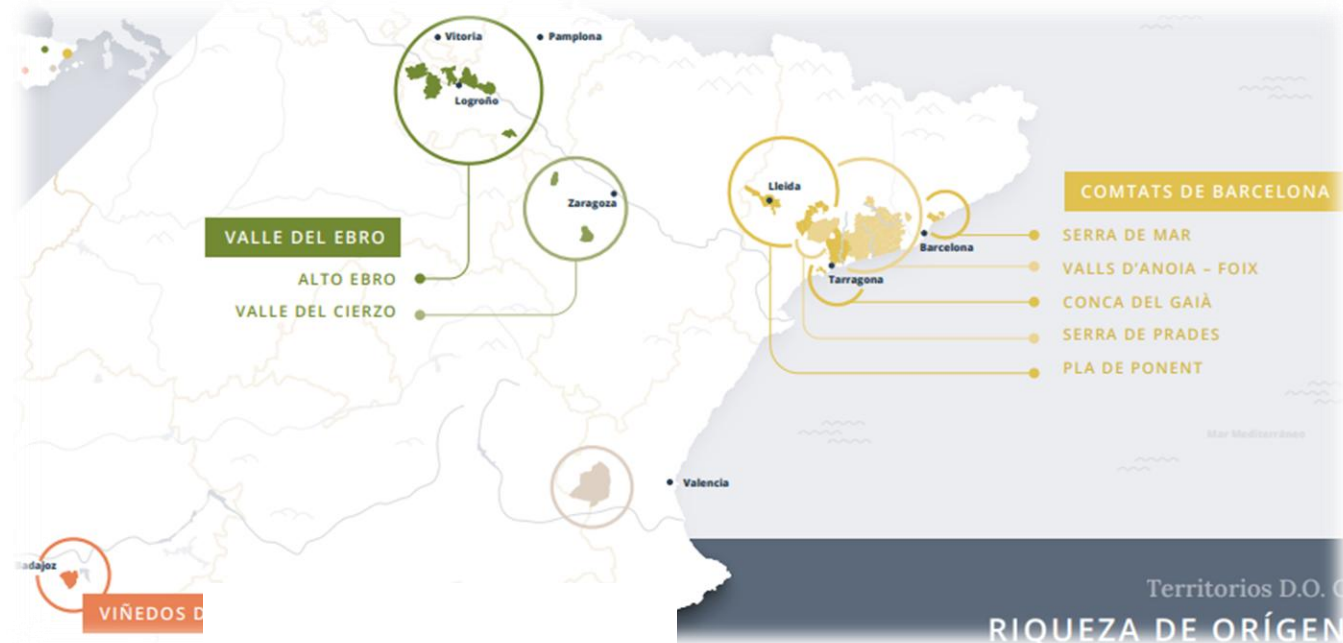 Vitoria
Pamplona
Logroño
Zaragoza
VALLE DEL EBRO
ALTO EBRO
VALLE DEL CIERZO
Lleida
Barcelona
Tarragona
COMTATS DE BARCELONA
SERRA DE MAR
VALLS D'ANOIA – FOIX
CONCA DEL GAIÀ
SERRA DE PRADES
PLA DE PONENT
Mar Mediterráneo
Valencia
adajoz
VIÑEDOS D
Territorios D.O.
RIQUEZA DE ORÍGEN